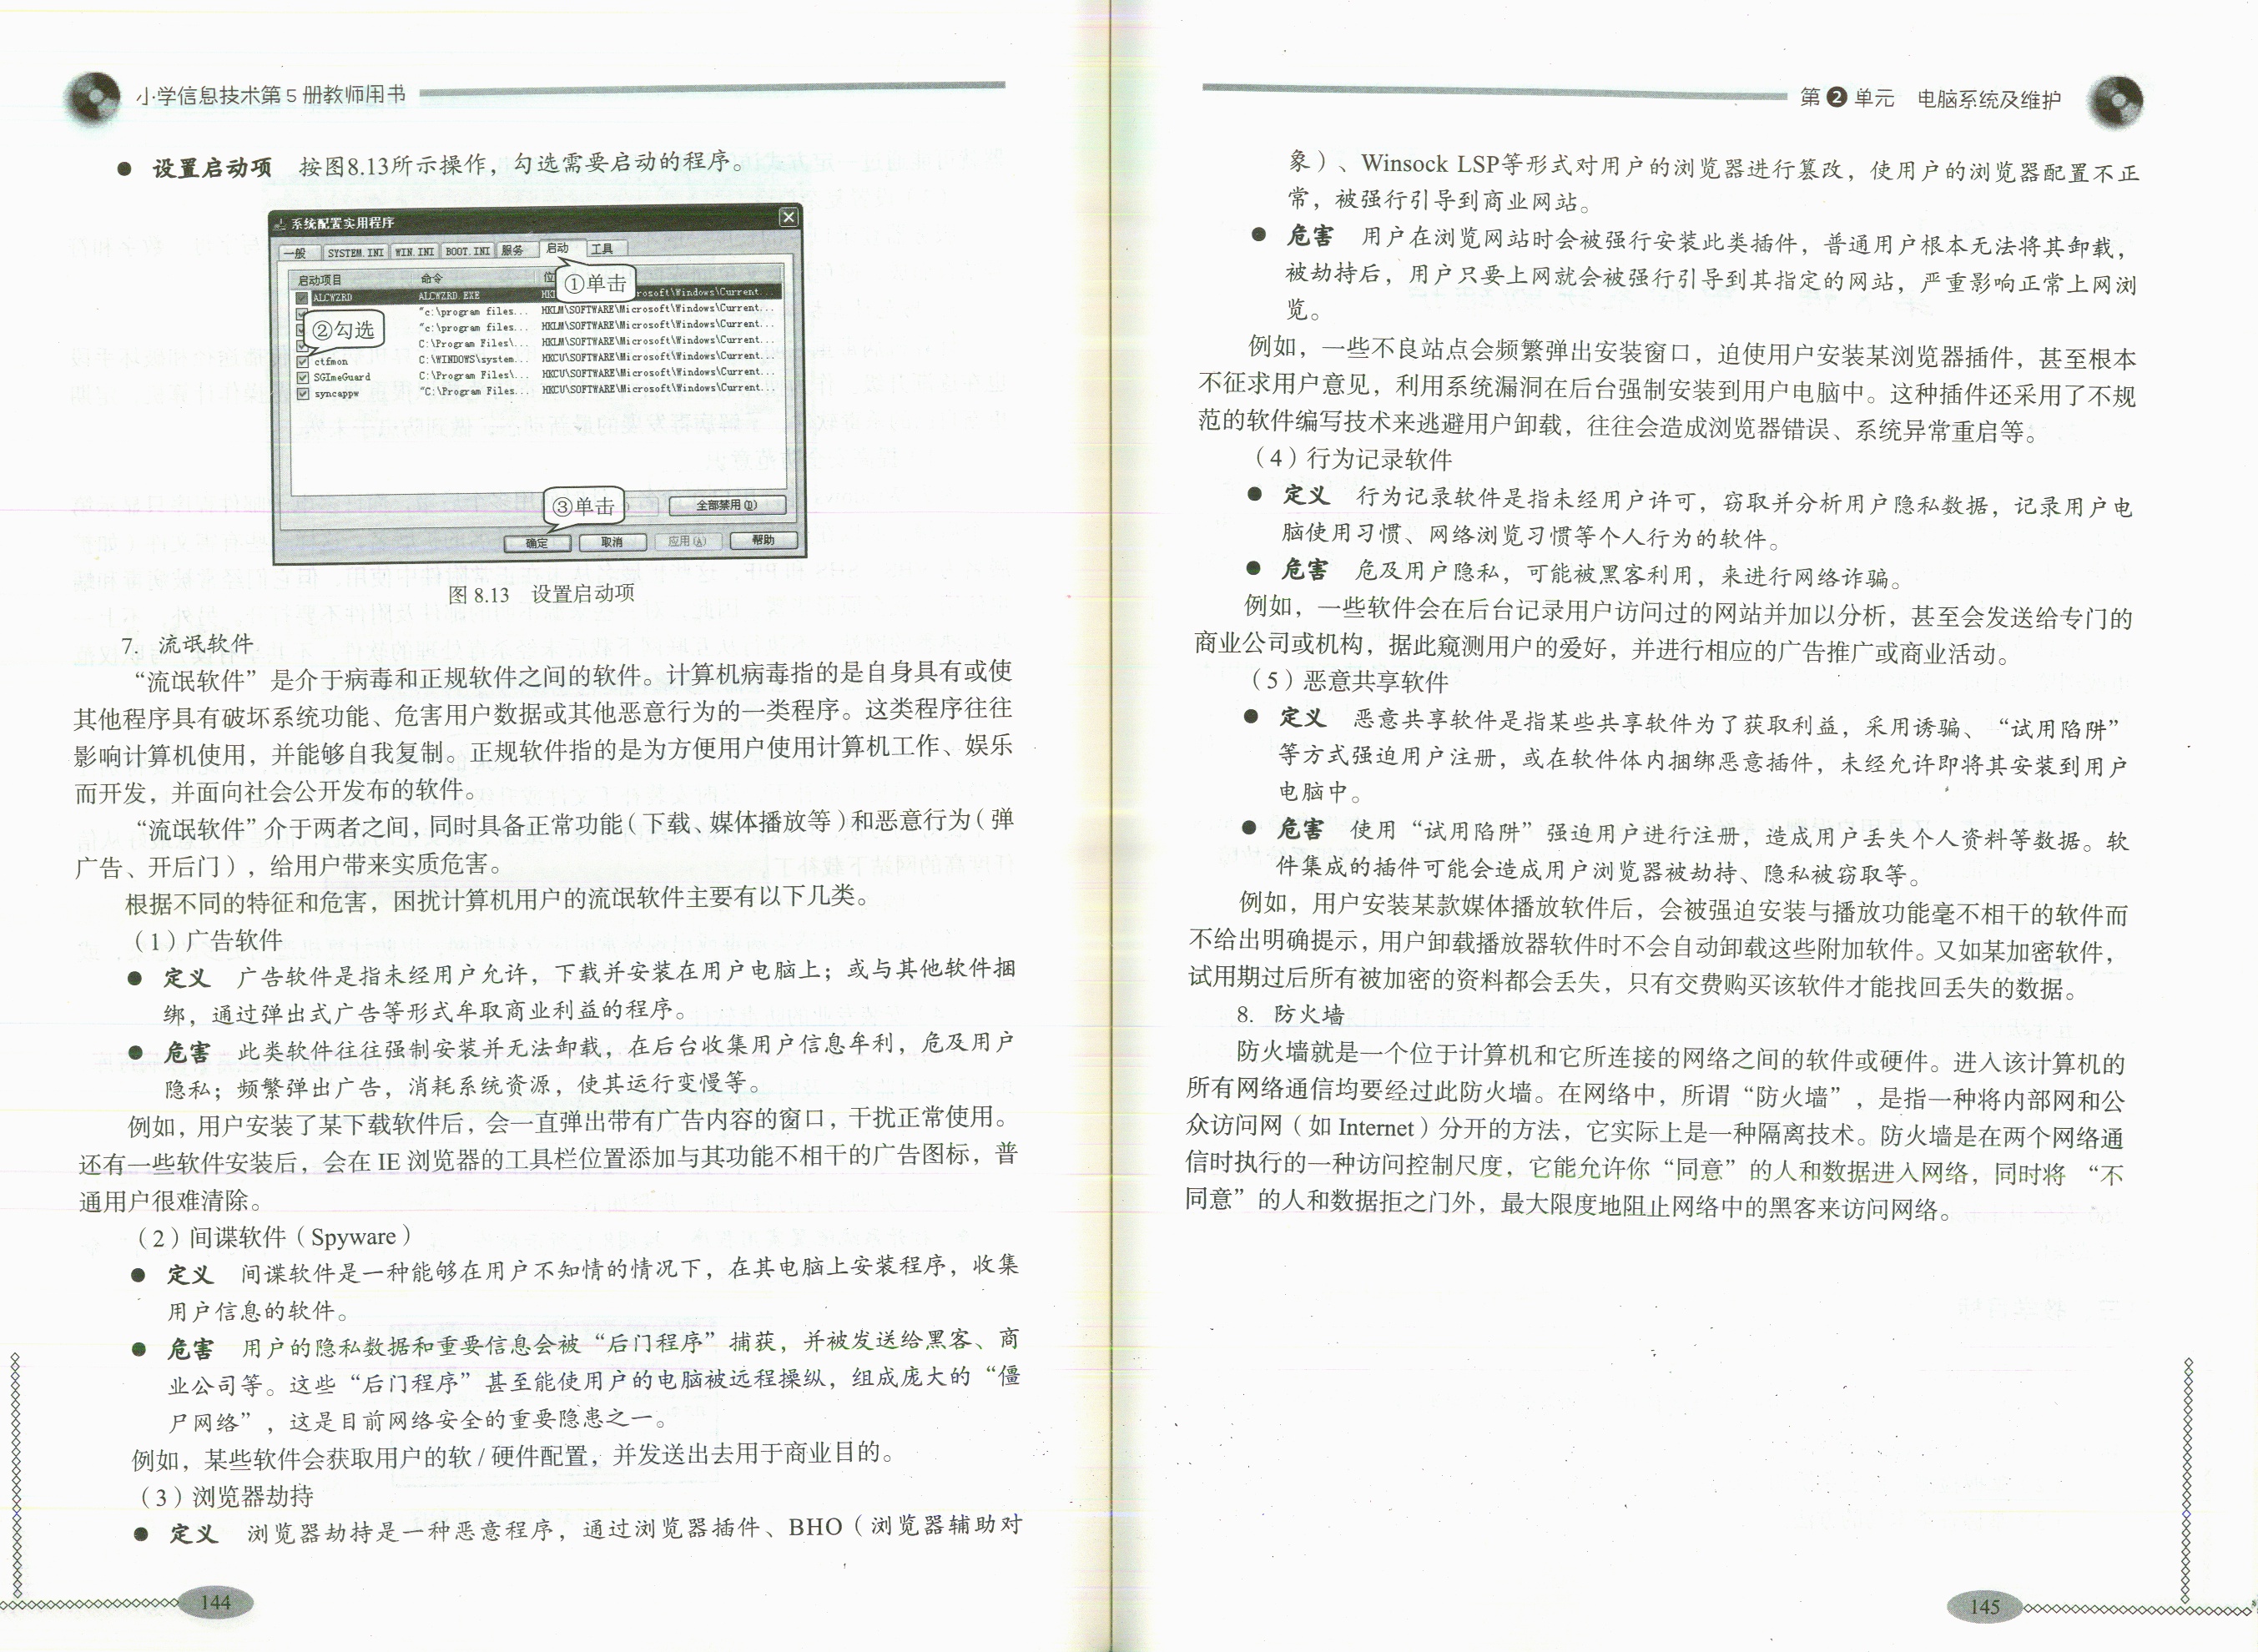 小学信息技术第5册教师用书
● 设置启动项 按图8.13所示操作，勾选需要启动的程序。
系统配置实用程序
一般 SYSTEM.INI WIN.INI BOOT.INI 服务 启动 工具
①单击
启动项目 命令
ALCWZRD ALCWZRD.EXE
"c:\program files... HKLM\SOFTWARE\Microsoft\Windows\Current...
②勾选
"c:\program files... HKLM\SOFTWARE\Microsoft\Windows\Current...
C:\Program Files\... HKLM\SOFTWARE\Microsoft\Windows\Current...
ctfmon C:\WINDOWS\system... HKCU\SOFTWARE\Microsoft\Windows\Current...
SGImeGuard C:\Program Files\... HKCU\SOFTWARE\Microsoft\Windows\Current...
syncappw "C:\Program Files... HKCU\SOFTWARE\Microsoft\Windows\Current...
③单击
全部禁用(D)
确定 取消 应用(A) 帮助
图 8.13 设置启动项
7. 流氓软件
“流氓软件”是介于病毒和正规软件之间的软件。计算机病毒指的是自身具有或使
其他程序具有破坏系统功能、危害用户数据或其他恶意行为的一类程序。这类程序往往
影响计算机使用，并能够自我复制。正规软件指的是为方便用户使用计算机工作、娱乐
而开发，并面向社会公开发布的软件。
“流氓软件”介于两者之间，同时具备正常功能（下载、媒体播放等）和恶意行为（弹
广告、开后门），给用户带来实质危害。
根据不同的特征和危害，困扰计算机用户的流氓软件主要有以下几类。
（1）广告软件
● 定义 广告软件是指未经用户允许，下载并安装在用户电脑上；或与其他软件捆
绑，通过弹出式广告等形式牟取商业利益的程序。
● 危害 此类软件往往强制安装并无法卸载，在后台收集用户信息牟利，危及用户
隐私；频繁弹出广告，消耗系统资源，使其运行变慢等。
例如，用户安装了某下载软件后，会一直弹出带有广告内容的窗口，干扰正常使用。
还有一些软件安装后，会在 IE 浏览器的工具栏位置添加与其功能不相干的广告图标，普
通用户很难清除。
（2）间谍软件（Spyware）
● 定义 间谍软件是一种能够在用户不知情的情况下，在其电脑上安装程序，收集
用户信息的软件。
● 危害 用户的隐私数据和重要信息会被“后门程序”捕获，并被发送给黑客、商
业公司等。这些“后门程序”甚至能使用户的电脑被远程操纵，组成庞大的“僵
尸网络”，这是目前网络安全的重要隐患之一。
例如，某些软件会获取用户的软 / 硬件配置，并发送出去用于商业目的。
（3）浏览器劫持
● 定义 浏览器劫持是一种恶意程序，通过浏览器插件、BHO（浏览器辅助对
144
第2单元 电脑系统及维护
象）、Winsock LSP等形式对用户的浏览器进行篡改，使用户的浏览器配置不正
常，被强行引导到商业网站。
● 危害 用户在浏览网站时会被强行安装此类插件，普通用户根本无法将其卸载，
被劫持后，用户只要上网就会被强行引导到其指定的网站，严重影响正常上网浏
览。
例如，一些不良站点会频繁弹出安装窗口，迫使用户安装某浏览器插件，甚至根本
不征求用户意见，利用系统漏洞在后台强制安装到用户电脑中。这种插件还采用了不规
范的软件编写技术来逃避用户卸载，往往会造成浏览器错误、系统异常重启等。
（4）行为记录软件
● 定义 行为记录软件是指未经用户许可，窃取并分析用户隐私数据，记录用户电
脑使用习惯、网络浏览习惯等个人行为的软件。
● 危害 危及用户隐私，可能被黑客利用，来进行网络诈骗。
例如，一些软件会在后台记录用户访问过的网站并加以分析，甚至会发送给专门的
商业公司或机构，据此窥测用户的爱好，并进行相应的广告推广或商业活动。
（5）恶意共享软件
● 定义 恶意共享软件是指某些共享软件为了获取利益，采用诱骗、“试用陷阱”
等方式强迫用户注册，或在软件体内捆绑恶意插件，未经允许即将其安装到用户
电脑中。
● 危害 使用“试用陷阱”强迫用户进行注册，造成用户丢失个人资料等数据。软
件集成的插件可能会造成用户浏览器被劫持、隐私被窃取等。
例如，用户安装某款媒体播放软件后，会被强迫安装与播放功能毫不相干的软件而
不给出明确提示，用户卸载播放器软件时不会自动卸载这些附加软件。又如某加密软件，
试用期过后所有被加密的资料都会丢失，只有交费购买该软件才能找回丢失的数据。
8. 防火墙
防火墙就是一个位于计算机和它所连接的网络之间的软件或硬件。进入该计算机的
所有网络通信均要经过此防火墙。在网络中，所谓“防火墙”，是指一种将内部网和公
众访问网（如 Internet）分开的方法，它实际上是一种隔离技术。防火墙是在两个网络通
信时执行的一种访问控制尺度，它能允许你“同意”的人和数据进入网络，同时将 “不
同意”的人和数据拒之门外，最大限度地阻止网络中的黑客来访问网络。
145